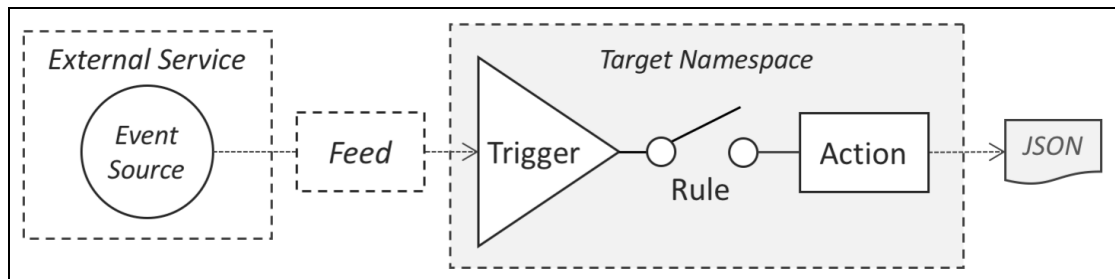 External Service
Event
Source
Feed
Target Namespace
Trigger
Rule
Action
JSON